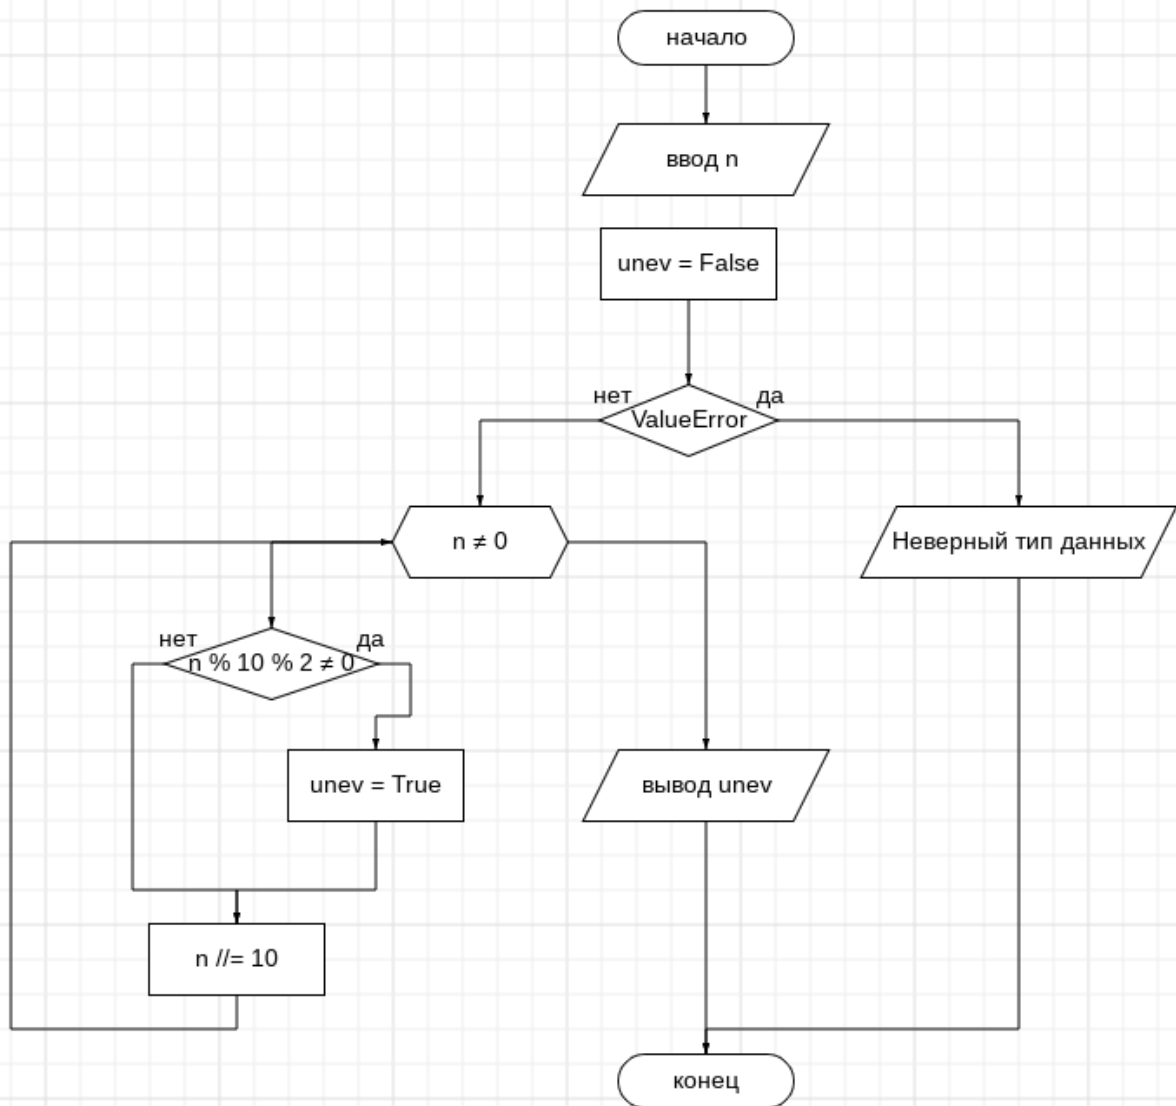 начало
ввод n
unev = False
нет
да
ValueError
n ≠ 0
Неверный тип данных
нет
да
n % 10 % 2 ≠ 0
unev = True
вывод unev
n //= 10
конец